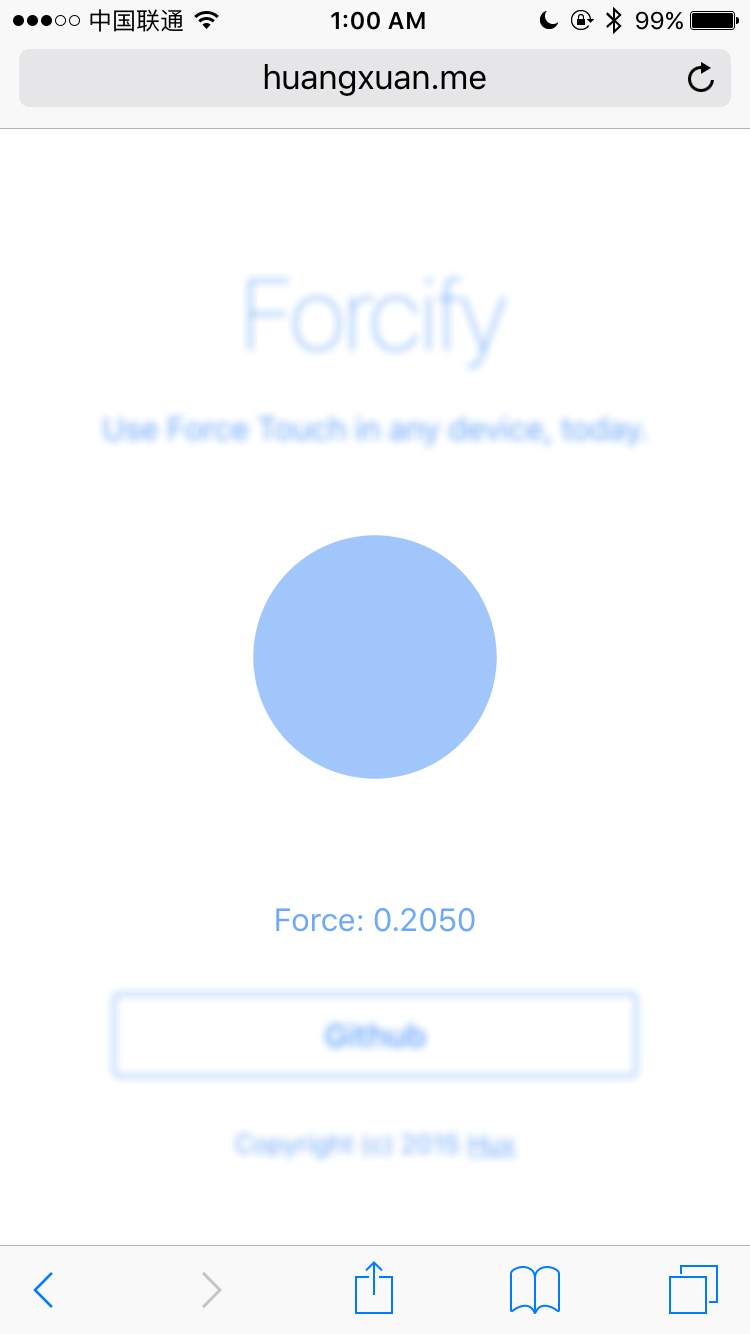 中国联通 1:00 AM 99%
huangxuan.me
Forcify
Use Force Touch in any device, today.
Force: 0.2050
Github
Copyright (c) 2015 Hux